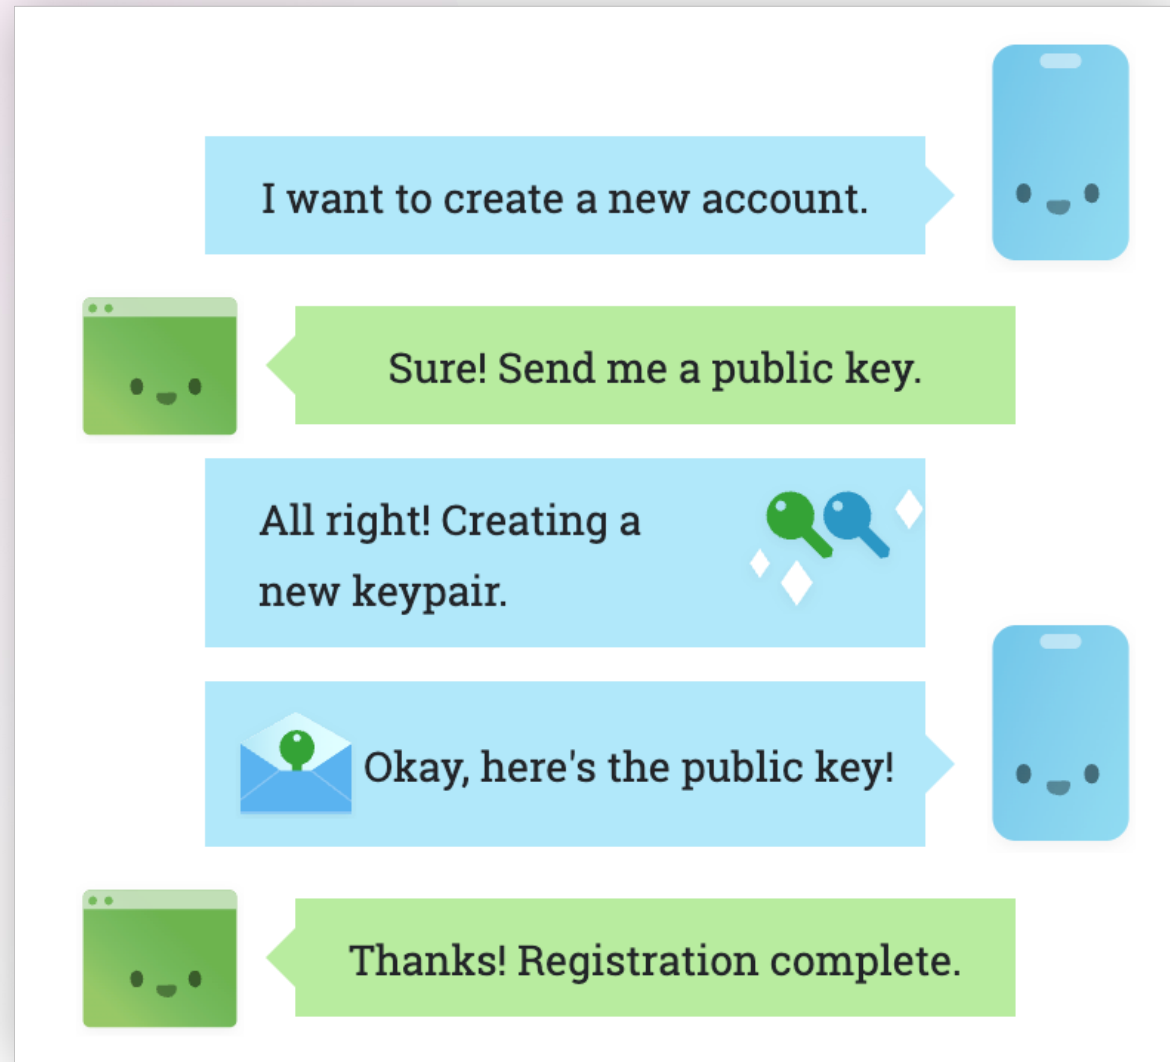 I want to create a new account.
Sure! Send me a public key.
All right! Creating a
new keypair.
Okay, here's the public key!
Thanks! Registration complete.